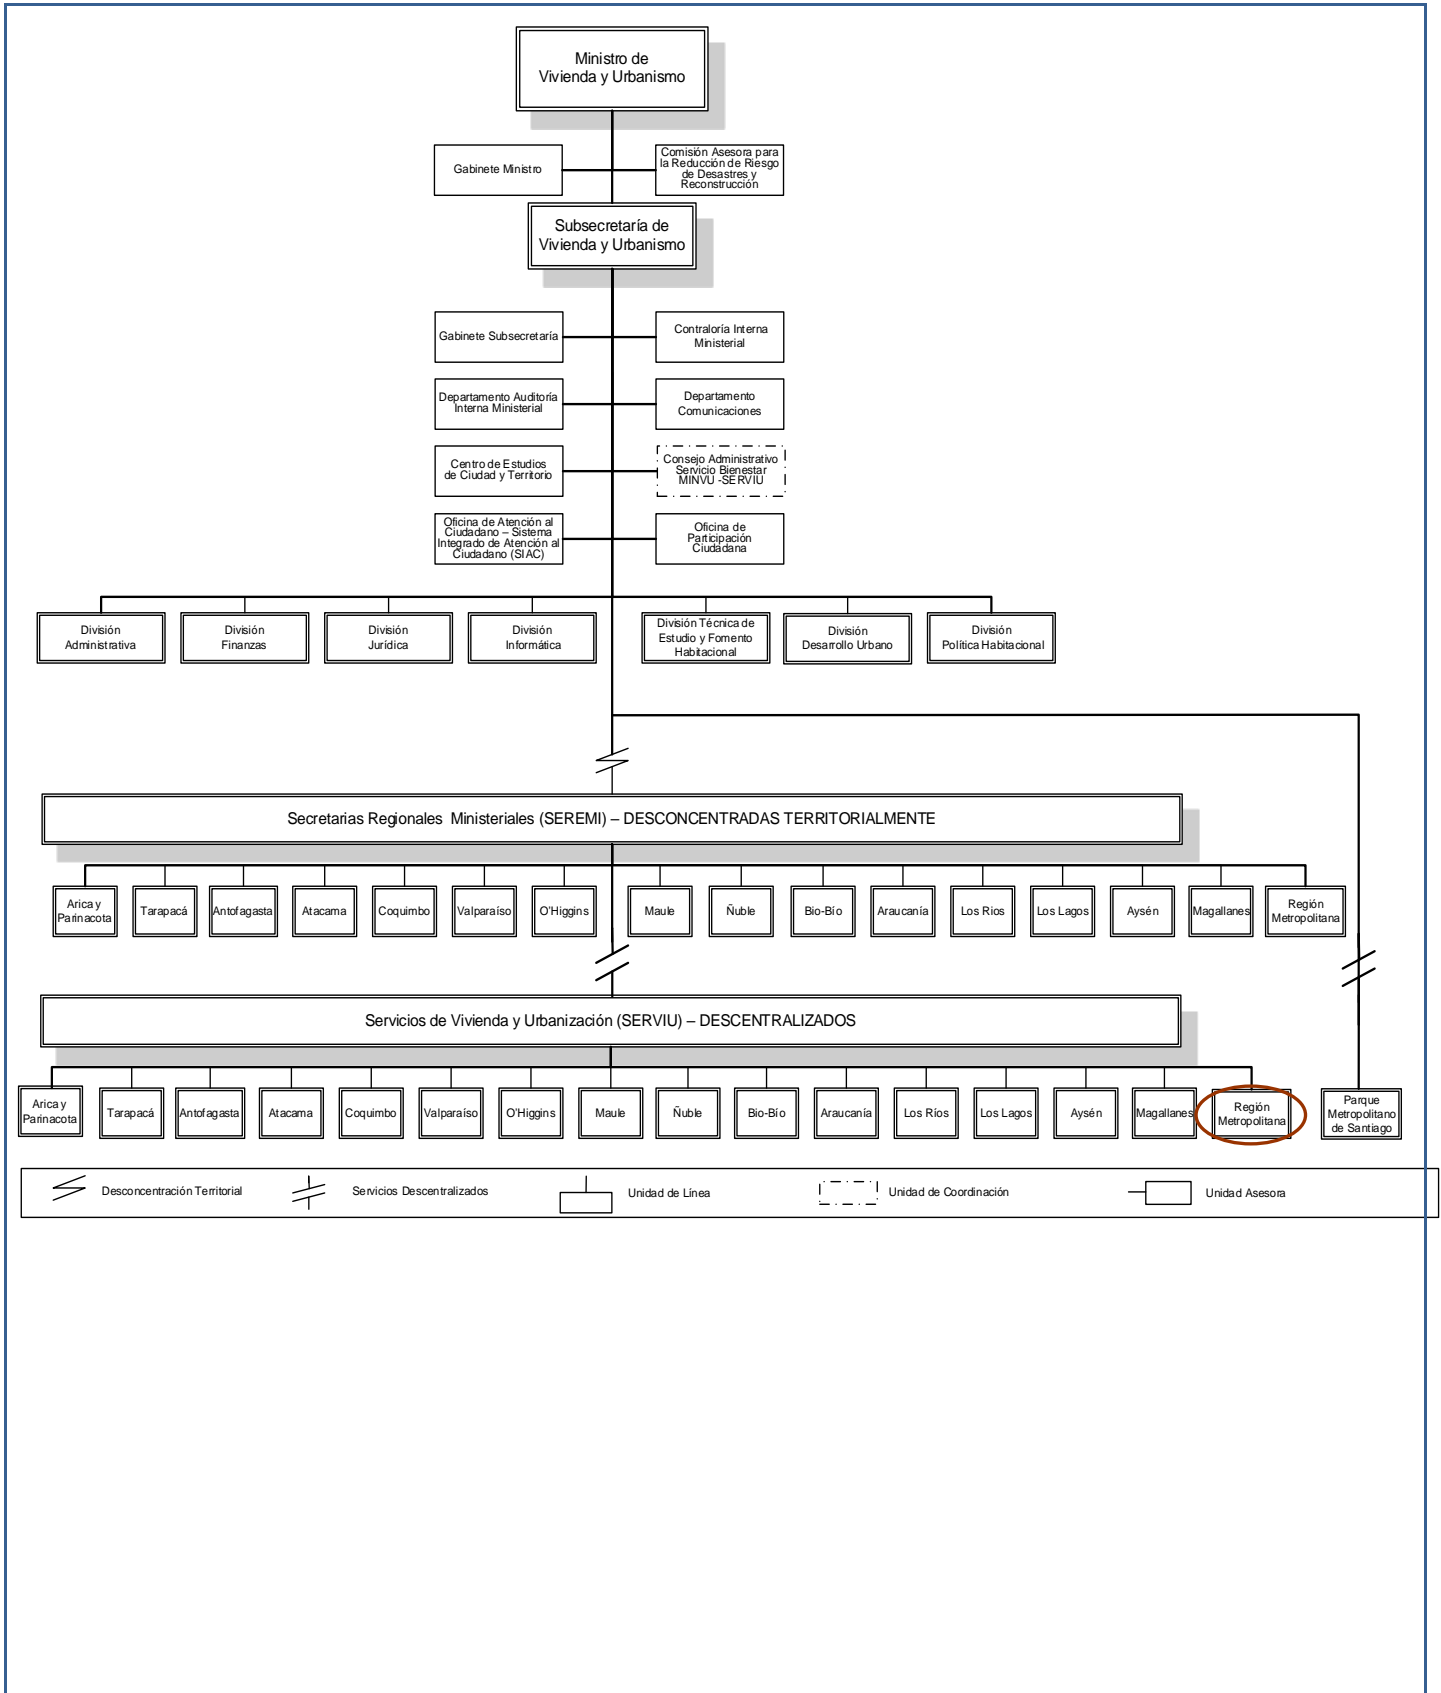 Ministro de
Vivienda y Urbanismo
Gabinete Ministro
Comisión Asesora para
la Reducción de Riesgo
de Desastres y
Reconstrucción
Subsecretaría de
Vivienda y Urbanismo
Gabinete Subsecretaría
Contraloría Interna
Ministerial
Departamento Auditoría
Interna Ministerial
Departamento
Comunicaciones
Centro de Estudios
de Ciudad y Territorio
Consejo Administrativo
Servicio Bienestar
MINVU -SERVIU
Oficina de Atención al
Ciudadano – Sistema
Integrado de Atención al
Ciudadano (SIAC)
Oficina de
Participación
Ciudadana
División
Administrativa
División
Finanzas
División
Jurídica
División
Informática
División Técnica de
Estudio y Fomento
Habitacional
División
Desarrollo Urbano
División
Política Habitacional
Secretarias Regionales Ministeriales (SEREMI) – DESCONCENTRADAS TERRITORIALMENTE
Arica y
Parinacota
Tarapacá
Antofagasta
Atacama
Coquimbo
Valparaíso
O'Higgins
Maule
Ñuble
Bio-Bío
Araucanía
Los Rios
Los Lagos
Aysén
Magallanes
Región
Metropolitana
Servicios de Vivienda y Urbanización (SERVIU) – DESCENTRALIZADOS
Arica y
Parinacota
Tarapacá
Antofagasta
Atacama
Coquimbo
Valparaíso
O'Higgins
Maule
Ñuble
Bio-Bío
Araucanía
Los Ríos
Los Lagos
Aysén
Magallanes
Región
Metropolitana
Parque
Metropolitano
de Santiago
Desconcentración Territorial
Servicios Descentralizados
Unidad de Línea
Unidad de Coordinación
Unidad Asesora